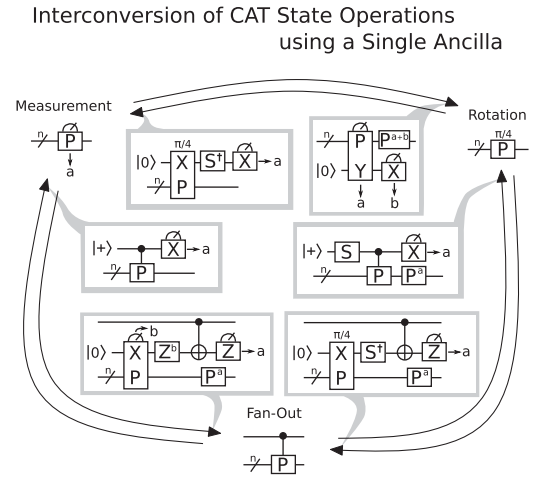 Interconversion of CAT State Operations
using a Single Ancilla
Measurement
n P
a
Rotation
π/4
n P
π/4
|0⟩ X S† X a
n P
n P P^{a+b}
|0⟩ Y X
a b
|+⟩ X a
n P
|+⟩ S X a
n P P^a
b
|0⟩ X Z^b Z a
n P P^a
π/4
|0⟩ X S† Z a
n P P^a
Fan-Out
n P